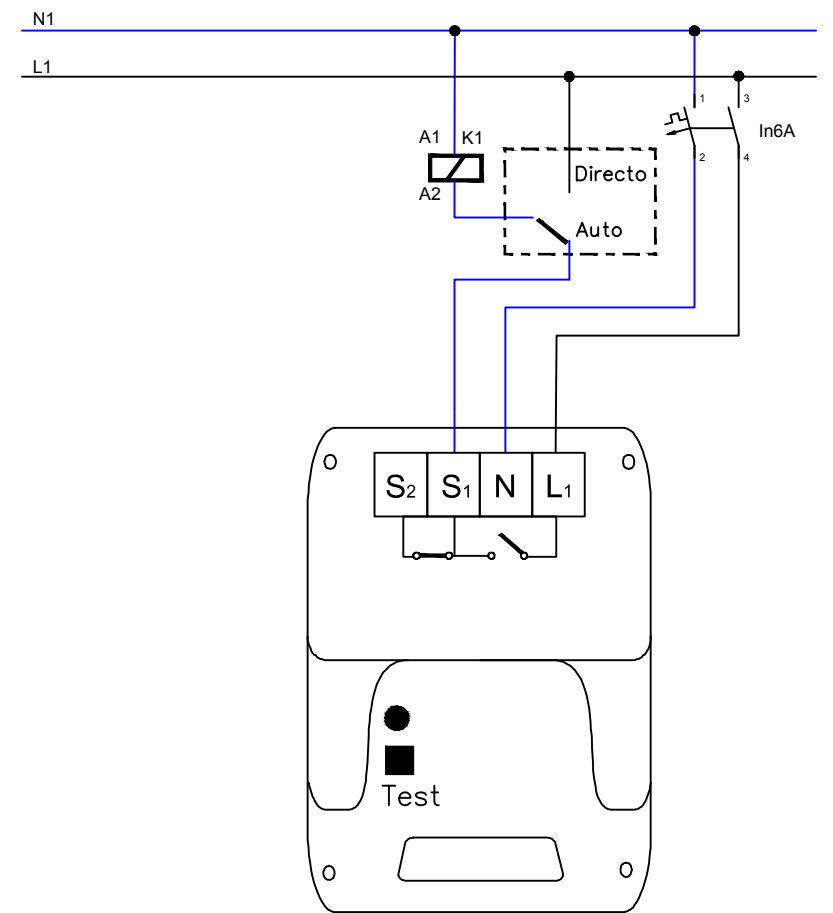 N1
L1
1
3
In6A
2
4
A1 K1
A2
Directo
Auto
S2 S1 N L1
Test